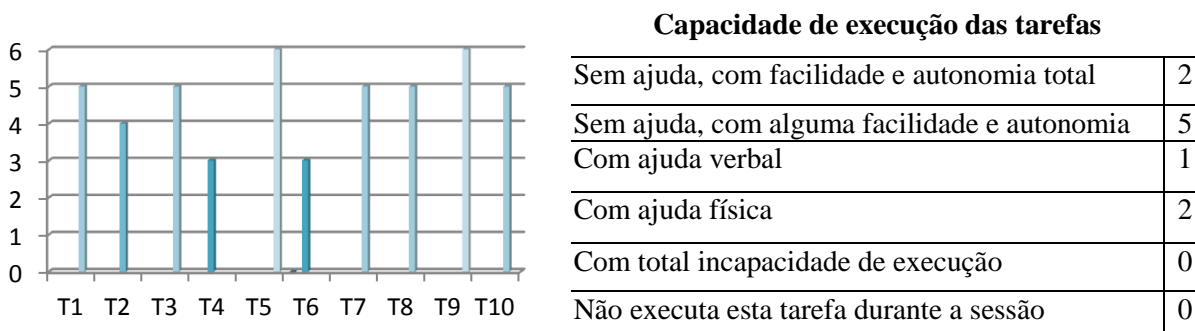 6
5
4
3
2
1
0
T1 T2 T3 T4 T5 T6 T7 T8 T9 T10
Capacidade de execução das tarefas
Sem ajuda, com facilidade e autonomia total 2
Sem ajuda, com alguma facilidade e autonomia 5
Com ajuda verbal 1
Com ajuda física 2
Com total incapacidade de execução 0
Não executa esta tarefa durante a sessão 0